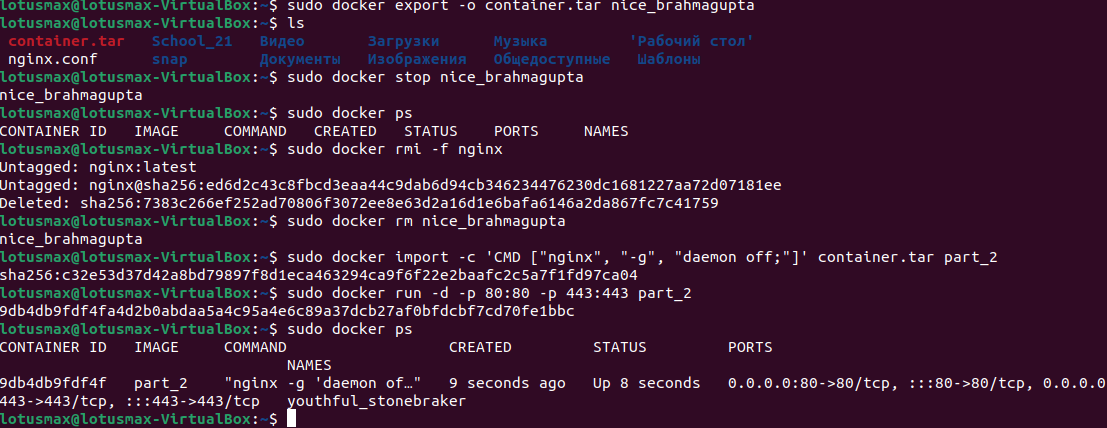 lotusmax@lotusmax-VirtualBox:~$ sudo docker export -o container.tar nice_brahmagupta
lotusmax@lotusmax-VirtualBox:~$ ls
container.tar School_21 Видео Загрузки Музыка 'Рабочий стол'
nginx.conf snap Документы Изображения Общедоступные Шаблоны
lotusmax@lotusmax-VirtualBox:~$ sudo docker stop nice_brahmagupta
nice_brahmagupta
lotusmax@lotusmax-VirtualBox:~$ sudo docker ps
CONTAINER ID IMAGE COMMAND CREATED STATUS PORTS NAMES
lotusmax@lotusmax-VirtualBox:~$ sudo docker rmi -f nginx
Untagged: nginx:latest
Untagged: nginx@sha256:ed6d2c43c8fbcd3eaa44c9dab6d94cb346234476230dc1681227aa72d07181ee
Deleted: sha256:7383c266ef252ad70806f3072ee8e63d2a16d1e6bafa6146a2da867fc7c41759
lotusmax@lotusmax-VirtualBox:~$ sudo docker rm nice_brahmagupta
nice_brahmagupta
lotusmax@lotusmax-VirtualBox:~$ sudo docker import -c 'CMD ["nginx", "-g", "daemon off;"]' container.tar part_2
sha256:c32e53d37d42a8bd79897f8d1eca463294ca9f6f22e2baafc2c5a7f1fd97ca04
lotusmax@lotusmax-VirtualBox:~$ sudo docker run -d -p 80:80 -p 443:443 part_2
9db4db9fdf4fa4d2b0abdaa5a4c95a4e6c89a37dcb27af0bfdcbf7cd70fe1bbc
lotusmax@lotusmax-VirtualBox:~$ sudo docker ps
CONTAINER ID IMAGE COMMAND CREATED STATUS PORTS
NAMES
9db4db9fdf4f part_2 "nginx -g 'daemon of…" 9 seconds ago Up 8 seconds 0.0.0.0:80->80/tcp, :::80->80/tcp, 0.0.0.0
443->443/tcp, :::443->443/tcp youthful_stonebraker
lotusmax@lotusmax-VirtualBox:~$